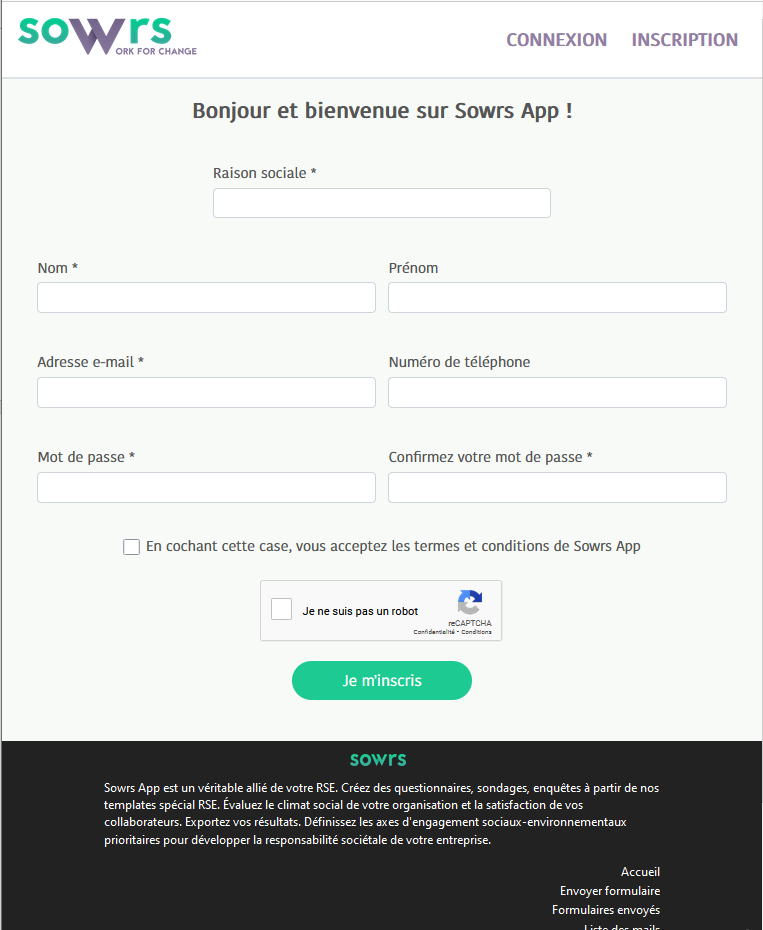 sowrs
ORK FOR CHANGE
CONNEXION INSCRIPTION
Bonjour et bienvenue sur Sowrs App !
Raison sociale *
Nom * Prénom
Adresse e-mail * Numéro de téléphone
Mot de passe * Confirmez votre mot de passe *
En cochant cette case, vous acceptez les termes et conditions de Sowrs App
Je ne suis pas un robot
reCAPTCHA
Confidentialité - Conditions
Je m'inscris
sowrs
Sowrs App est un véritable allié de votre RSE. Créez des questionnaires, sondages, enquêtes à partir de nos
templates spécial RSE. Évaluez le climat social de votre organisation et la satisfaction de vos
collaborateurs. Exportez vos résultats. Définissez les axes d'engagement sociaux-environnementaux
prioritaires pour développer la responsabilité sociétale de votre entreprise.
Accueil
Envoyer formulaire
Formulaires envoyés
Liste des mails